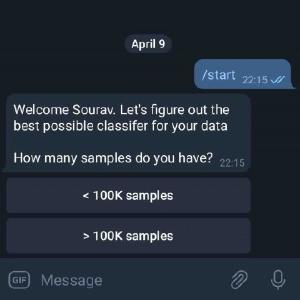 April 9
/start 22:15
Welcome Sourav. Let's figure out the
best possible classifer for your data
How many samples do you have? 22:15
< 100K samples
> 100K samples
GIF Message